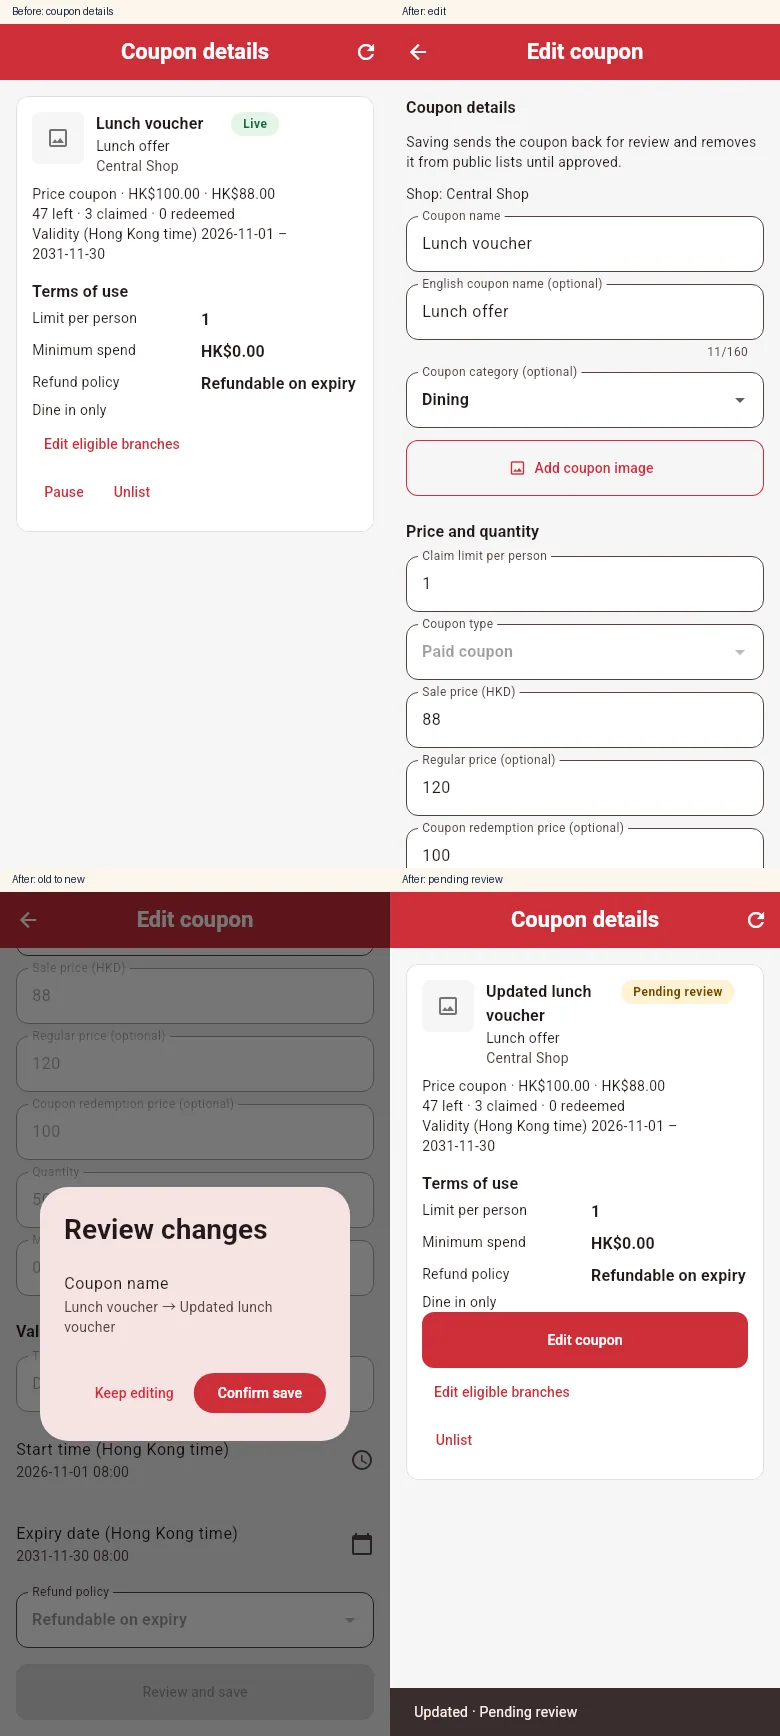 Before: coupon details
Coupon details
Lunch voucher
Live
Lunch offer
Central Shop
Price coupon · HK$100.00 · HK$88.00
47 left · 3 claimed · 0 redeemed
Validity (Hong Kong time) 2026-11-01 –
2031-11-30
Terms of use
Limit per person 1
Minimum spend HK$0.00
Refund policy Refundable on expiry
Dine in only
Edit eligible branches
Pause Unlist
After: edit
Edit coupon
Coupon details
Saving sends the coupon back for review and removes
it from public lists until approved.
Shop: Central Shop
Coupon name
Lunch voucher
English coupon name (optional)
Lunch offer
11/160
Coupon category (optional)
Dining
Add coupon image
Price and quantity
Claim limit per person
1
Coupon type
Paid coupon
Sale price (HKD)
88
Regular price (optional)
120
Coupon redemption price (optional)
100
After: old to new
Edit coupon
Sale price (HKD)
88
Regular price (optional)
120
Coupon redemption price (optional)
100
Quantity
Review changes
Coupon name
Lunch voucher → Updated lunch
voucher
Keep editing Confirm save
Start time (Hong Kong time)
2026-11-01 08:00
Expiry date (Hong Kong time)
2031-11-30 08:00
Refund policy
Refundable on expiry
Review and save
After: pending review
Coupon details
Updated lunch
voucher
Pending review
Lunch offer
Central Shop
Price coupon · HK$100.00 · HK$88.00
47 left · 3 claimed · 0 redeemed
Validity (Hong Kong time) 2026-11-01 –
2031-11-30
Terms of use
Limit per person 1
Minimum spend HK$0.00
Refund policy Refundable on expiry
Dine in only
Edit coupon
Edit eligible branches
Unlist
Updated · Pending review